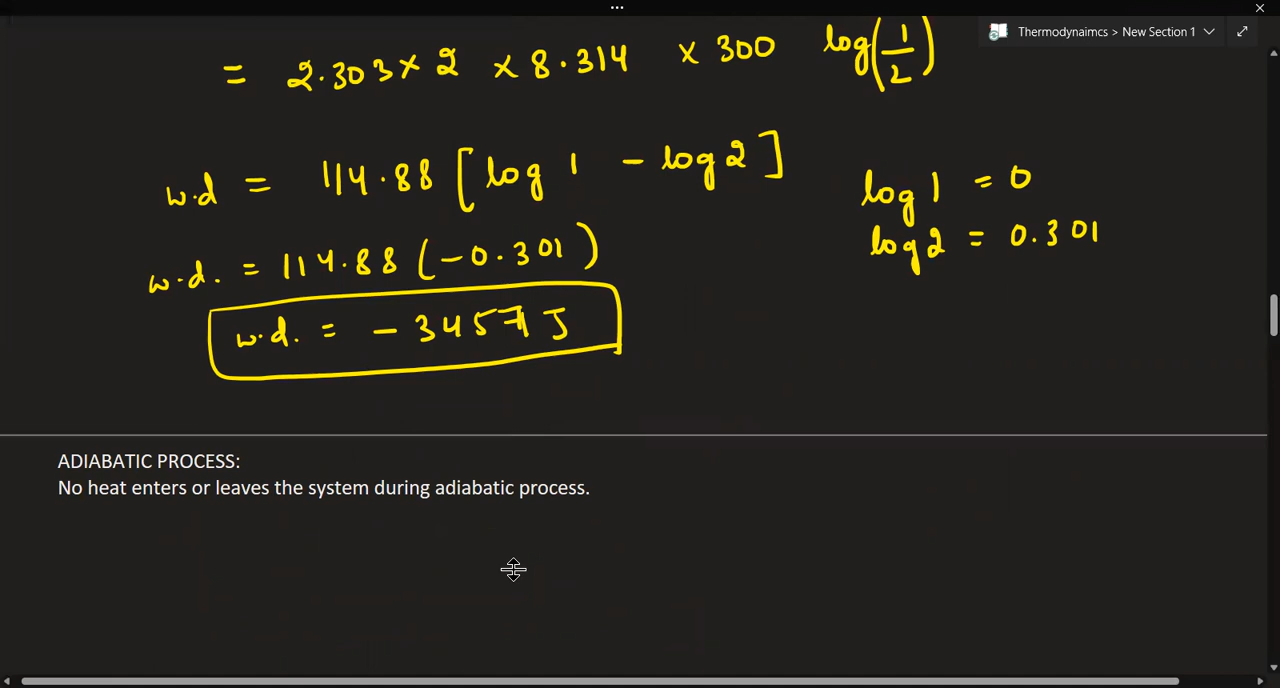 ...
Thermodynaimcs > New Section 1
= 2.303 × 2 × 8.314 × 300 log(1/2)
w.d = 114.88 [log 1 - log 2]
log 1 = 0
log 2 = 0.301
w.d. = 114.88 (-0.301)
w.d. = - 3457 J
ADIABATIC PROCESS:
No heat enters or leaves the system during adiabatic process.